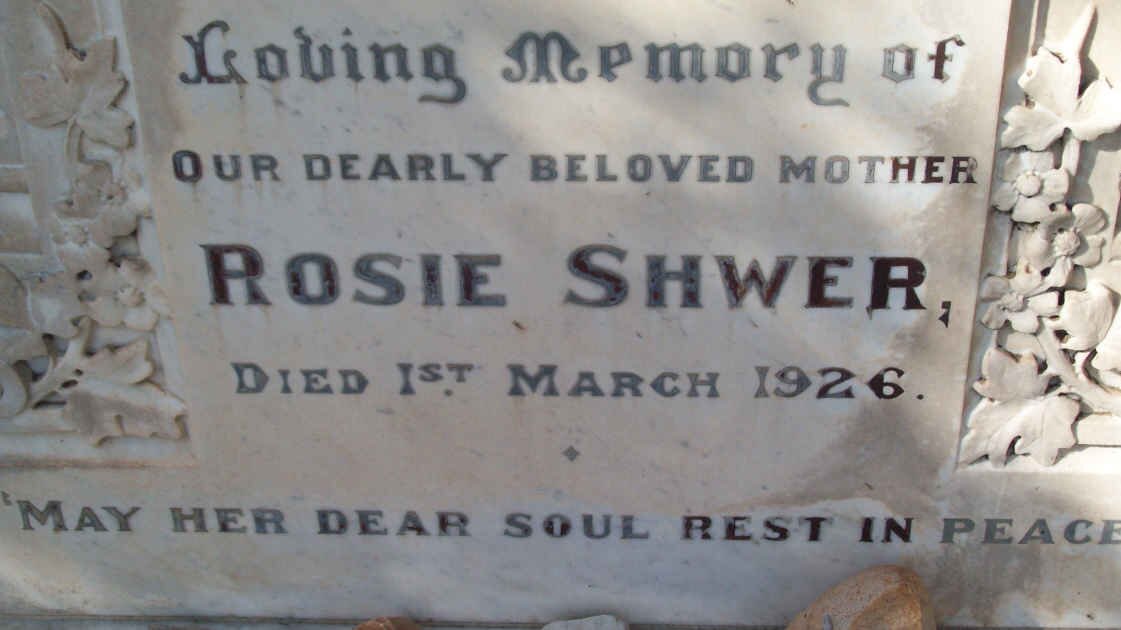 Loving Memory of
OUR DEARLY BELOVED MOTHER
ROSIE SHWER,
DIED 1ST MARCH 1926.
"MAY HER DEAR SOUL REST IN PEACE